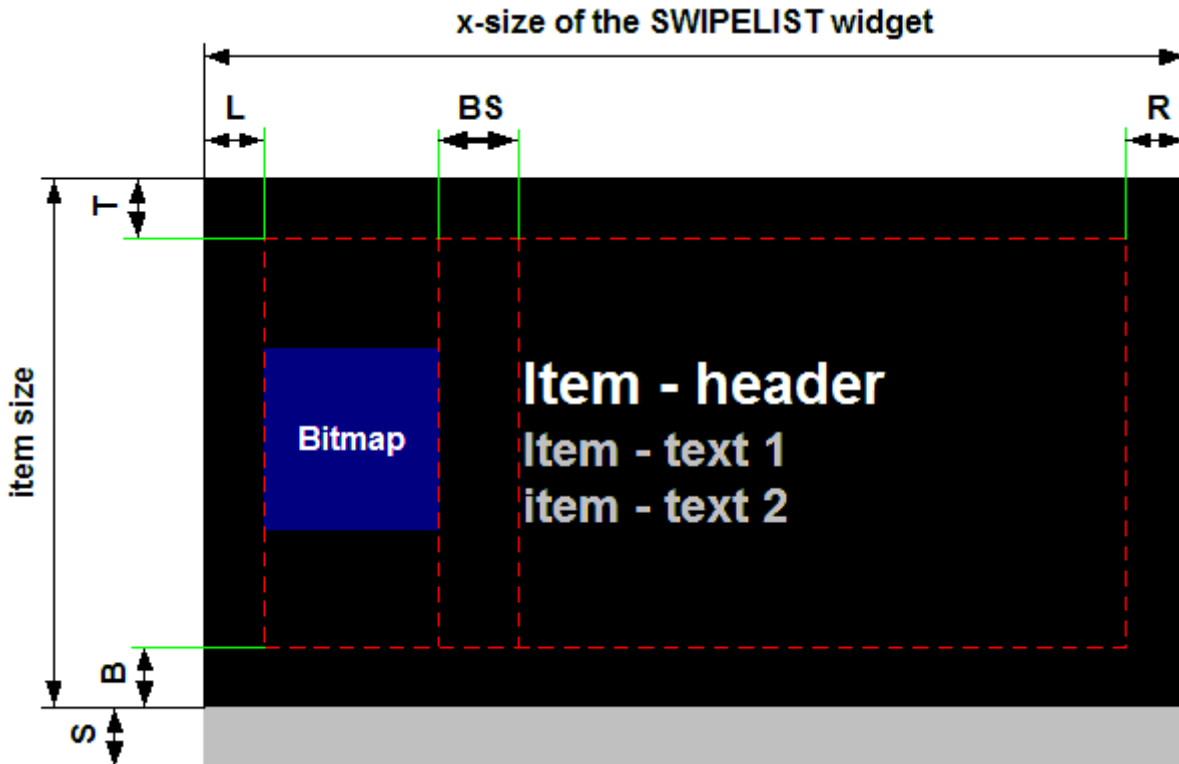 x-size of the SWIPELIST widget
L
BS
R
T
item size
Item - header
Bitmap
Item - text 1
item - text 2
B
S